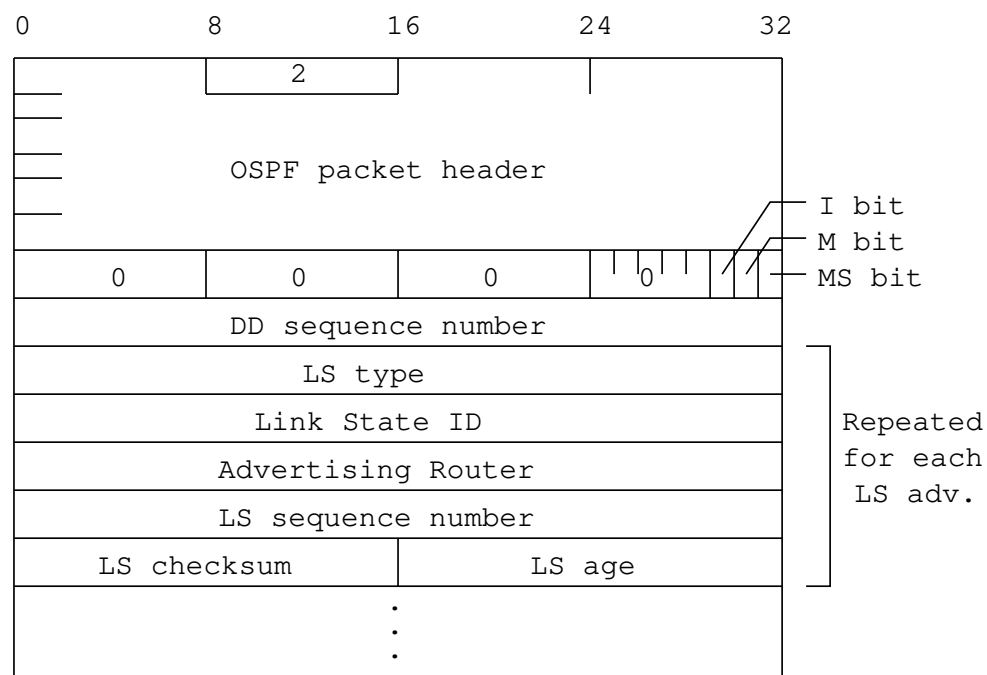 0 8 16 24 32
2
OSPF packet header
I bit
M bit
0 0 0 0 MS bit
DD sequence number
LS type
Link State ID
Advertising Router
LS sequence number
LS checksum LS age
Repeated
for each
LS adv.
.
.
.